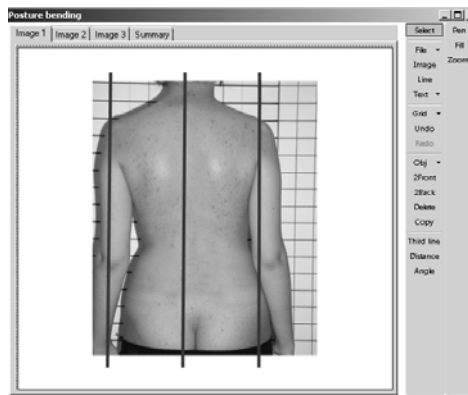 Posture bending
Image 1 Image 2 Image 3 Summary
Select
File
Image
Line
Text
Grid
Undo
Redo
Obj
2Front
2Back
Delete
Copy
Third line
Distance
Angle
Pen
Fill
Zoom